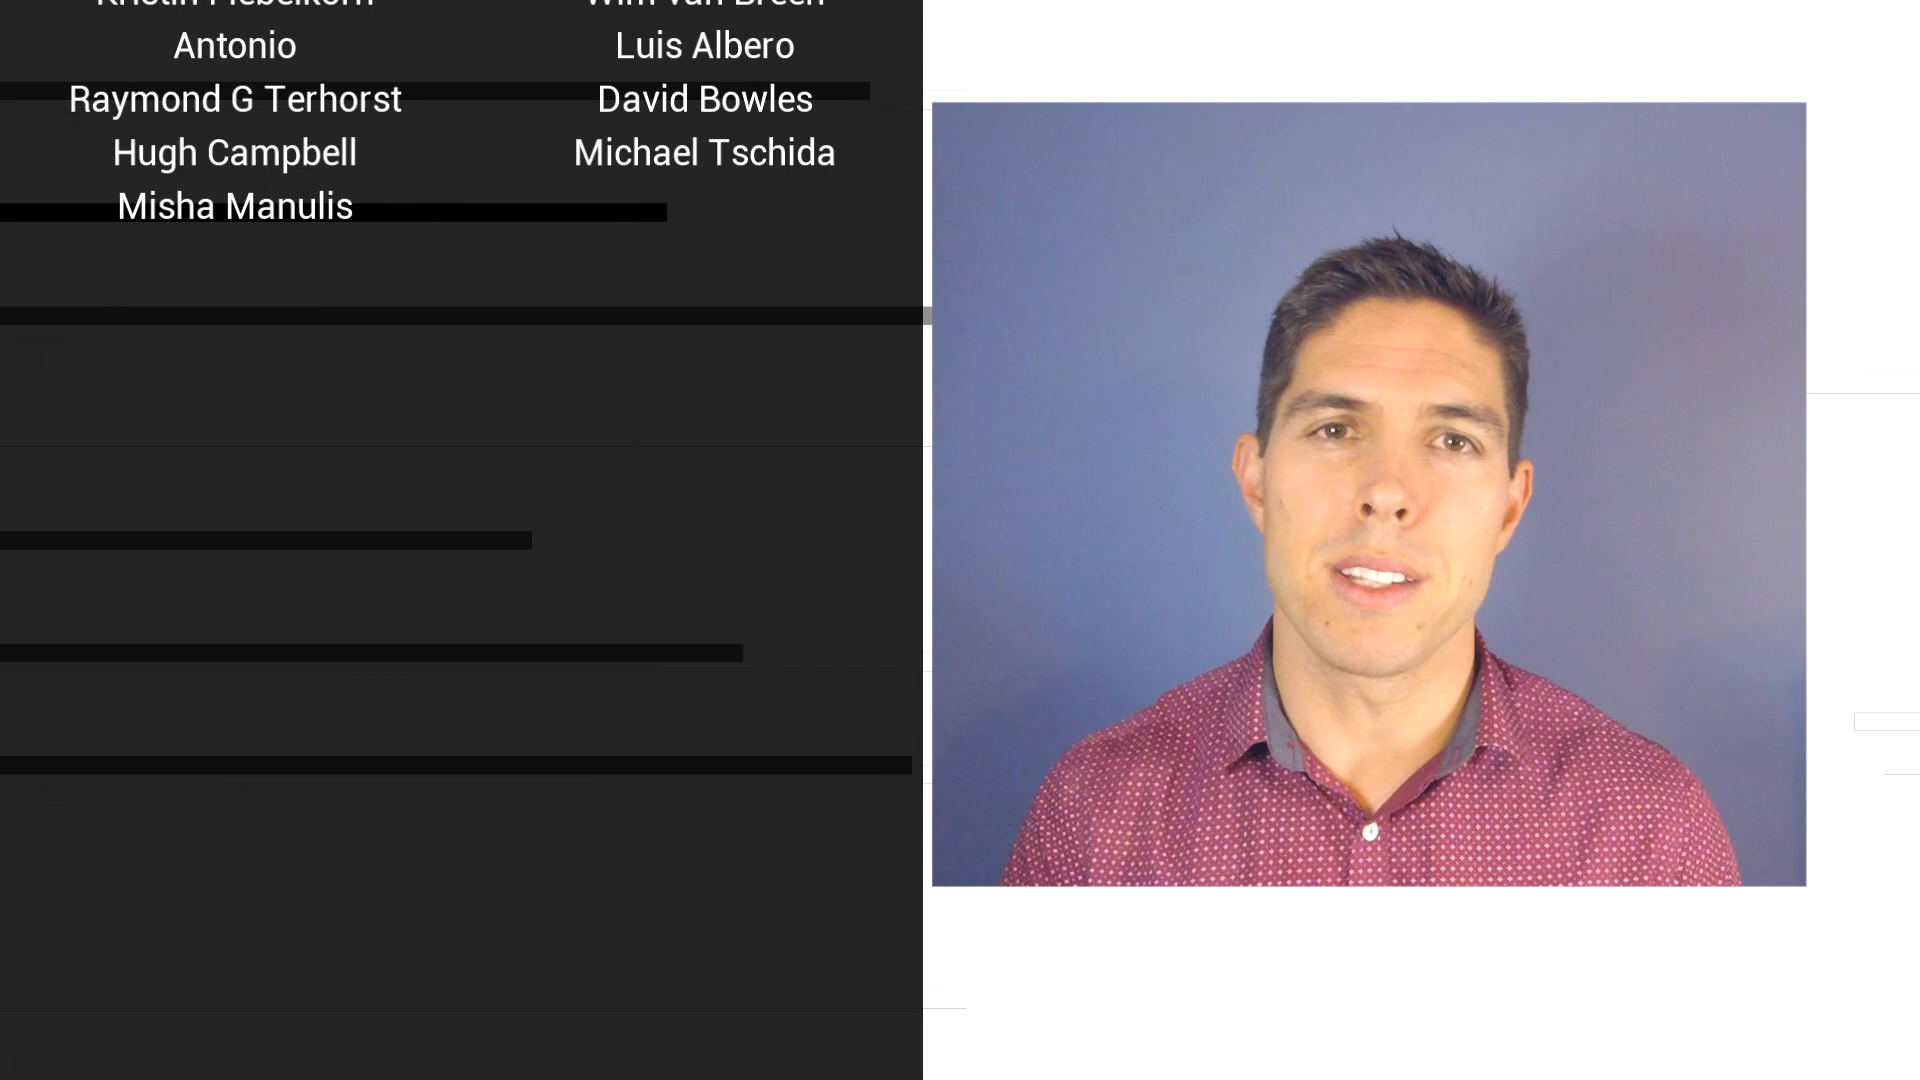 Antonio
Luis Albero
Raymond G Terhorst
David Bowles
Hugh Campbell
Michael Tschida
Misha Manulis